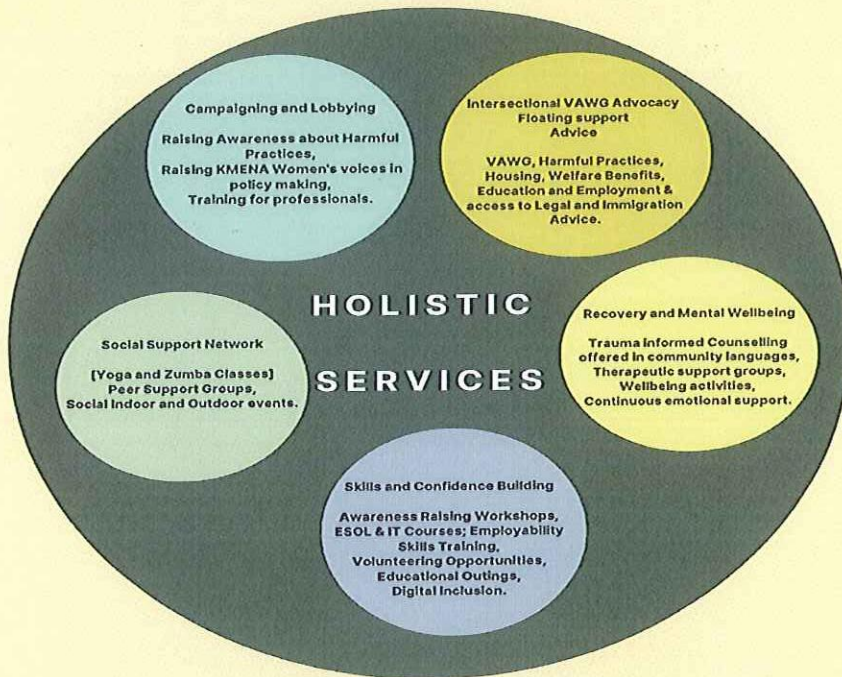 Campaigning and Lobbying
Raising Awareness about Harmful
Practices,
Raising KMENA Women's voices in
policy making,
Training for professionals.
Intersectional VAWG Advocacy
Floating support
Advice
VAWG, Harmful Practices,
Housing, Welfare Benefits,
Education and Employment &
access to Legal and Immigration
Advice.
HOLISTIC
SERVICES
Social Support Network
[Yoga and Zumba Classes]
Peer Support Groups,
Social Indoor and Outdoor events.
Recovery and Mental Wellbeing
Trauma Informed Counselling
offered in community languages,
Therapeutic support groups,
Wellbeing activities,
Continuous emotional support.
Skills and Confidence Building
Awareness Raising Workshops,
ESOL & IT Courses; Employability
Skills Training,
Volunteering Opportunities,
Educational Outings,
Digital Inclusion.